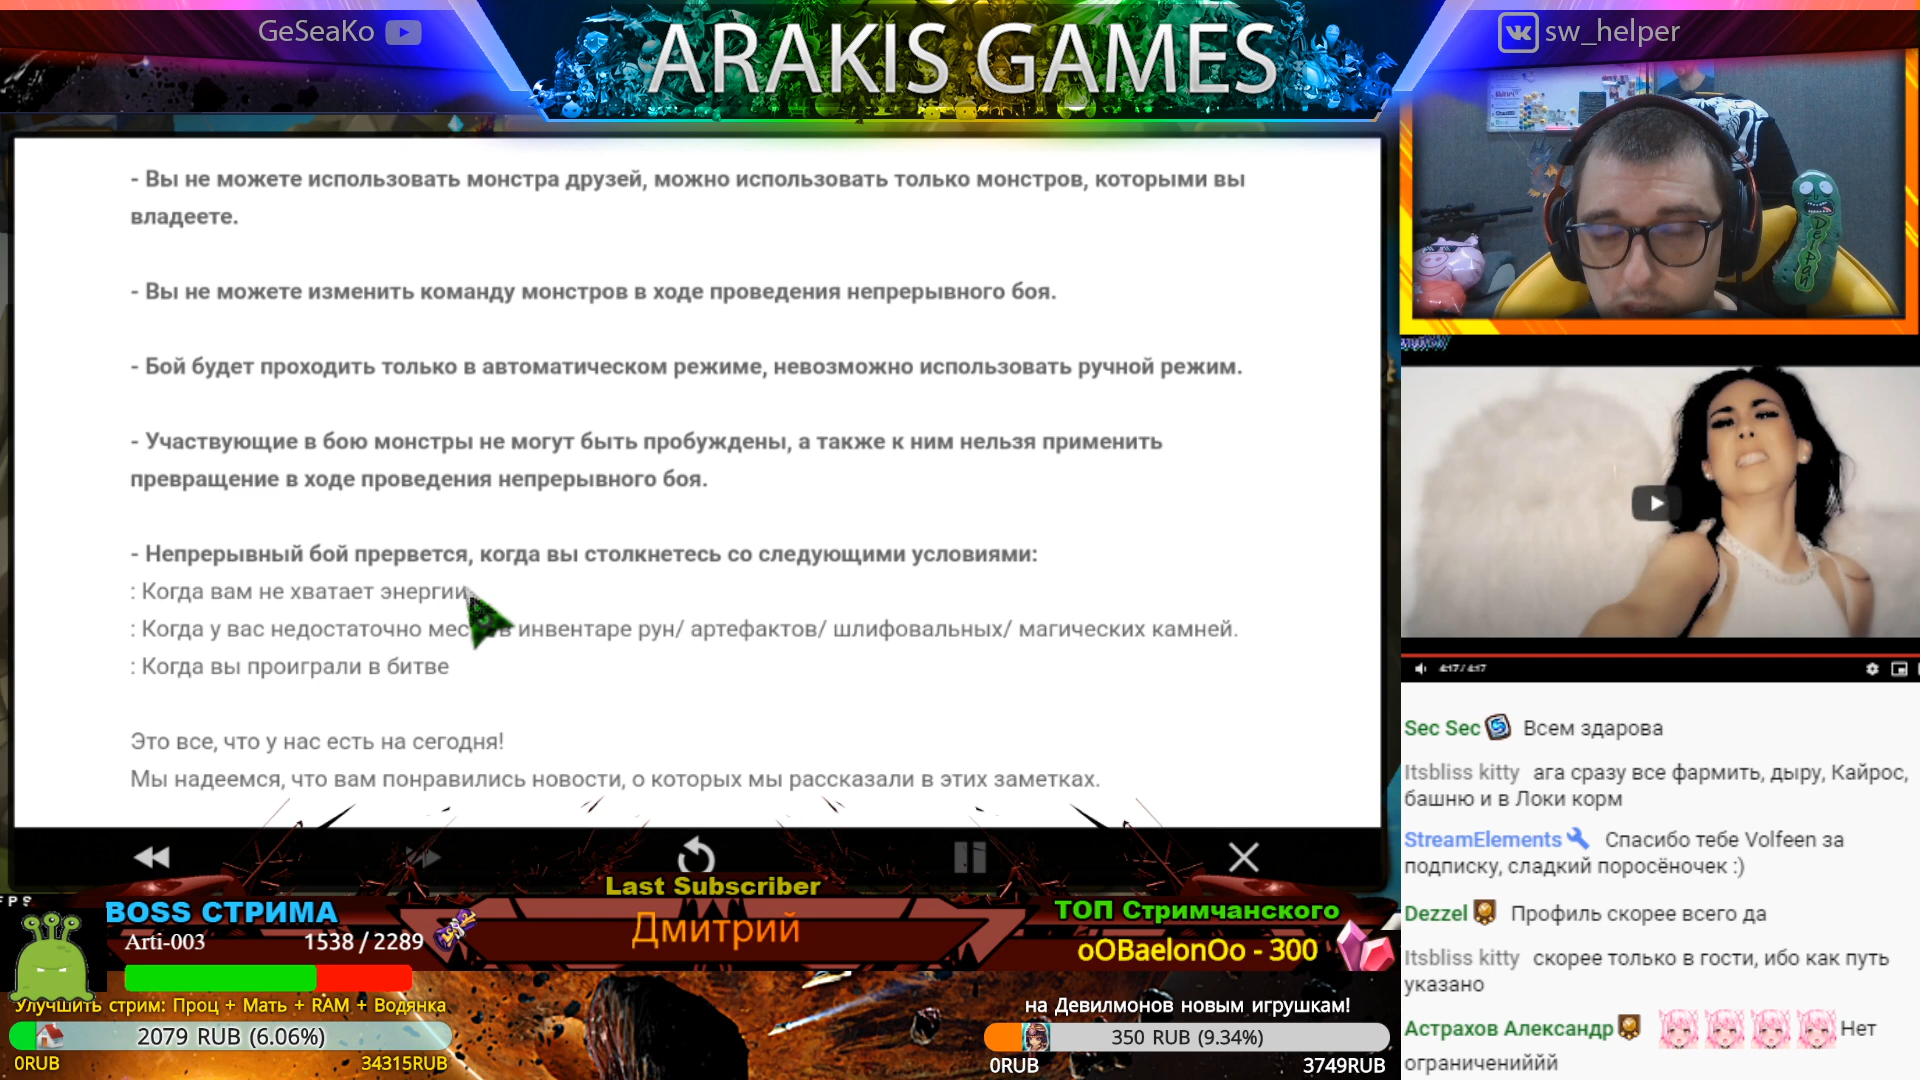 GeSeaKo
ARAKIS GAMES
sw_helper
- Вы не можете использовать монстра друзей, можно использовать только монстров, которыми вы
владеете.
- Вы не можете изменить команду монстров в ходе проведения непрерывного боя.
- Бой будет проходить только в автоматическом режиме, невозможно использовать ручной режим.
- Участвующие в бою монстры не могут быть пробуждены, а также к ним нельзя применить
превращение в ходе проведения непрерывного боя.
- Непрерывный бой прервется, когда вы столкнетесь со следующими условиями:
: Когда вам не хватает энергии
: Когда у вас недостаточно мес в инвентаре рун/ артефактов/ шлифовальных/ магических камней.
: Когда вы проиграли в битве
Это все, что у нас есть на сегодня!
Мы надеемся, что вам понравились новости, о которых мы рассказали в этих заметках.
4:17 / 4:17
Sec Sec Всем здарова
Itsbliss kitty ага сразу все фармить, дыру, Кайрос,
башню и в Локи корм
StreamElements Спасибо тебе Volfeen за
подписку, сладкий поросёночек :)
Dezzel Профиль скорее всего да
Itsbliss kitty скорее только в гости, ибо как путь
указано
Астрахов Александр Нет
ограниченийййй
FPS
BOSS СТРИМА
Arti-003 1538 / 2289
Улучшить стрим: Проц + Мать + RAM + Водянка
2079 RUB (6.06%)
0RUB 34315RUB
Last Subscriber
Дмитрий
ТОП Стримчанского
oOBaelonOo - 300
на Девилмонов новым игрушкам!
350 RUB (9.34%)
0RUB 3749RUB